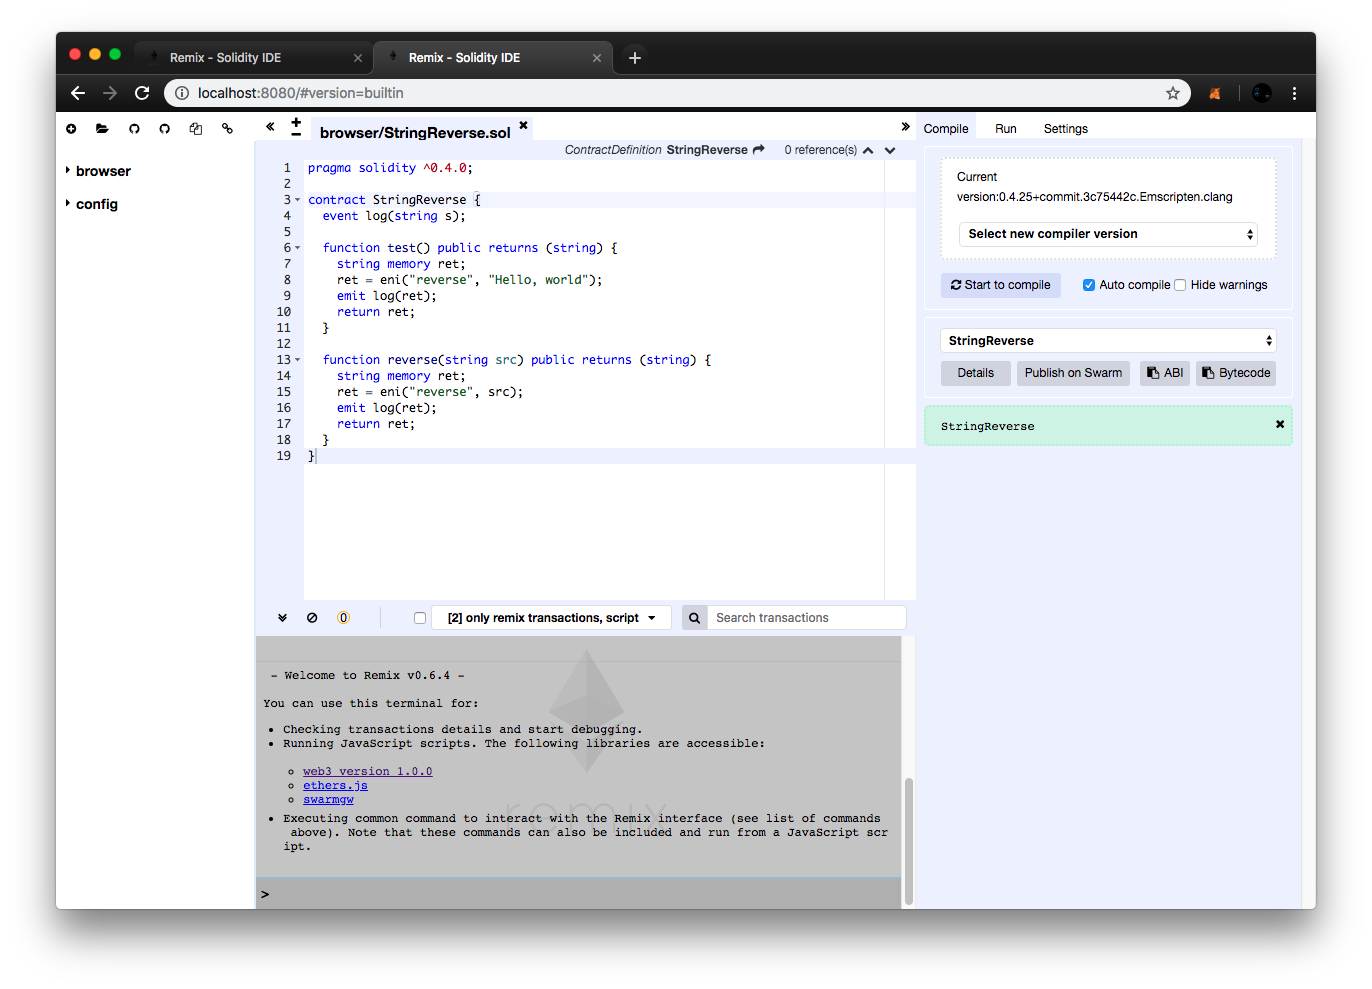 Remix - Solidity IDE
Remix - Solidity IDE
localhost:8080/#version=builtin
browser
config
browser/StringReverse.sol
ContractDefinition StringReverse 0 reference(s)
1 pragma solidity ^0.4.0;
2
3 contract StringReverse {
4 event log(string s);
5
6 function test() public returns (string) {
7 string memory ret;
8 ret = eni("reverse", "Hello, world");
9 emit log(ret);
10 return ret;
11 }
12
13 function reverse(string src) public returns (string) {
14 string memory ret;
15 ret = eni("reverse", src);
16 emit log(ret);
17 return ret;
18 }
19 }
0
[2] only remix transactions, script
Search transactions
- Welcome to Remix v0.6.4 -
You can use this terminal for:
• Checking transactions details and start debugging.
• Running JavaScript scripts. The following libraries are accessible:
web3 version 1.0.0
ethers.js
swarmgw
remix
• Executing common command to interact with the Remix interface (see list of commands
above). Note that these commands can also be included and run from a JavaScript scr
ipt.
>
Compile Run Settings
Current
version:0.4.25+commit.3c75442c.Emscripten.clang
Select new compiler version
Start to compile Auto compile Hide warnings
StringReverse
Details Publish on Swarm ABI Bytecode
StringReverse